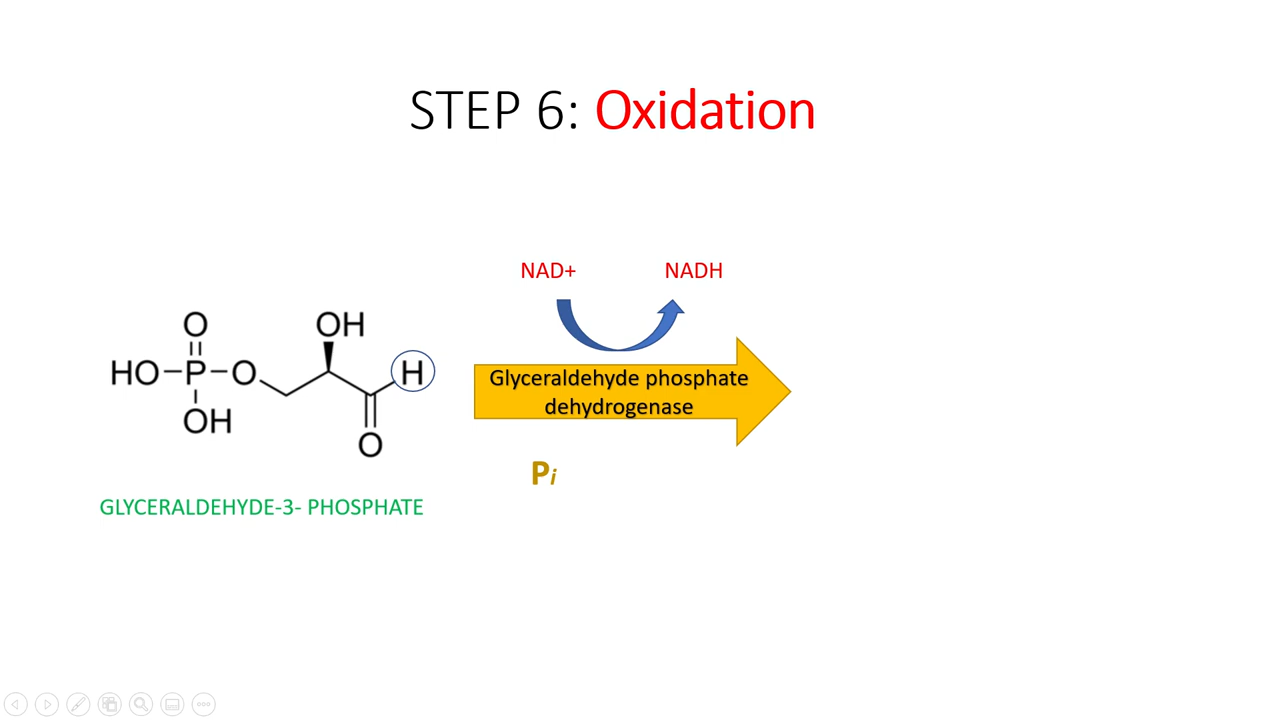 STEP 6: Oxidation
NAD+ NADH
O OH
HO P O H
OH O
Glyceraldehyde phosphate
dehydrogenase
Pi
GLYCERALDEHYDE-3- PHOSPHATE